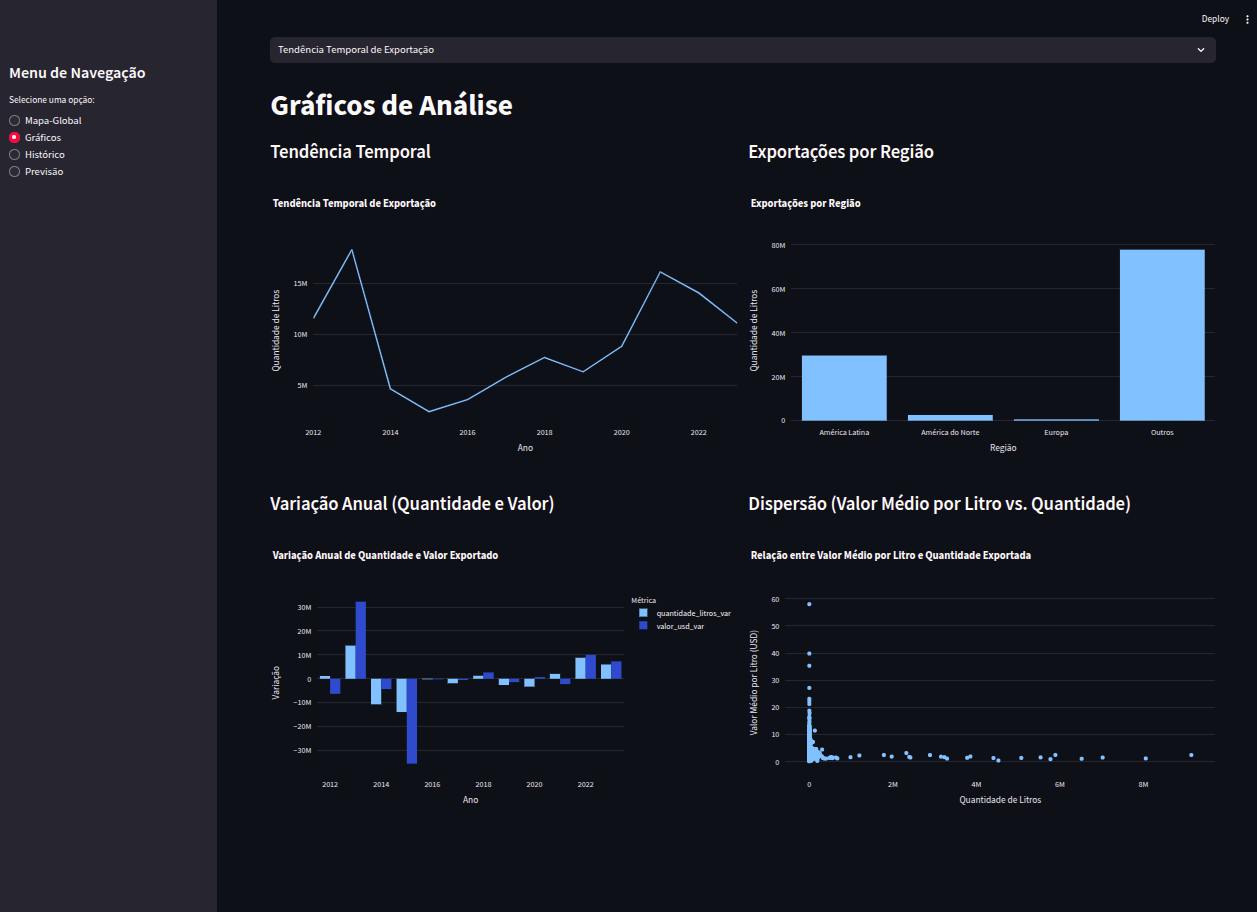 Deploy
Menu de Navegação
Selecione uma opção:
Mapa-Global
Gráficos
Histórico
Previsão
Tendência Temporal de Exportação
Gráficos de Análise
Tendência Temporal
Tendência Temporal de Exportação
Quantidade de Litros
15M
10M
5M
2012 2014 2016 2018 2020 2022
Ano
Exportações por Região
Exportações por Região
Quantidade de Litros
80M
60M
40M
20M
0
América Latina América do Norte Europa Outros
Região
Variação Anual (Quantidade e Valor)
Variação Anual de Quantidade e Valor Exportado
Métrica
quantidade_litros_var
valor_usd_var
Variação
30M
20M
10M
0
−10M
−20M
−30M
2012 2014 2016 2018 2020 2022
Ano
Dispersão (Valor Médio por Litro vs. Quantidade)
Relação entre Valor Médio por Litro e Quantidade Exportada
Valor Médio por Litro (USD)
60
50
40
30
20
10
0
0 2M 4M 6M 8M
Quantidade de Litros